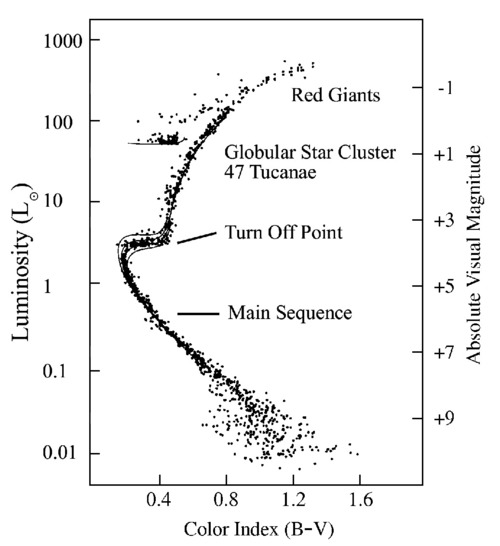 1000
100
10
1
0.1
0.01
Luminosity (L☉)
Red Giants
Globular Star Cluster
47 Tucanae
Turn Off Point
Main Sequence
-1
+1
+3
+5
+7
+9
Absolute Visual Magnitude
0.4 0.8 1.2 1.6
Color Index (B-V)